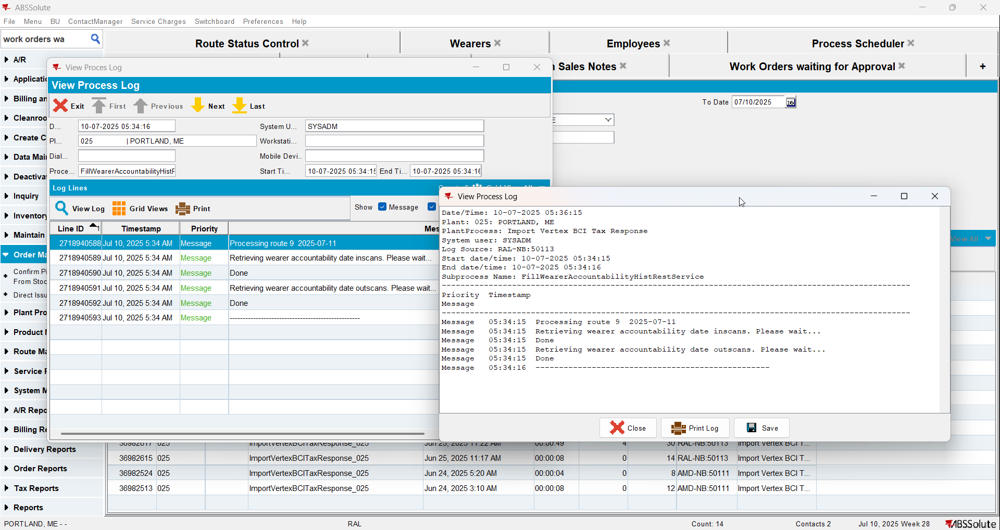 ABSSolute
File Menu BU ContactManager Service Charges Switchboard Preferences Help
work orders wa
Route Status Control Wearers Employees Process Scheduler
Sales Notes Work Orders waiting for Approval +
A/R
Billing
Inquiry
Maintain
Order
Confirm
From
Direct
Plant
Product
Route
Service
System
A/R
Billing
Delivery Reports
Order Reports
Tax Reports
Reports
To Date 07/10/2025 16
View All
View Proces Log
View Process Log
Exit First Previous Next Last
D... 10-07-2025 05:34:16 System U... SYSADM
Pl... 025 | PORTLAND, ME Workstati...
Dial... Mobile Devi..
Proce... FillWearerAccountabilityHist Start Ti... 10-07-2025 05:34:15 End Ti... 10-07-2025 05:34:16
Log Lines
View Log Grid Views Print Show Message
Line ID 1 Timestamp Priority Mes
2718940588 Jul 10, 2025 5:34 AM Message Processing route 9 2025-07-11
2718940589 Jul 10, 2025 5:34 AM Message Retrieving wearer accountability date inscans. Please wait...
2718940590 Jul 10, 2025 5:34 AM Message Done
2718940591 Jul 10, 2025 5:34 AM Message Retrieving wearer accountability date outscans. Please wait...
2718940592 Jul 10, 2025 5:34 AM Message Done
2718940593 Jul 10, 2025 5:34 AM Message --------------------------------------------------
View Process Log
Date/Time: 10-07-2025 05:36:15
Plant: 025: PORTLAND, ME
PlantProcess: Import Vertex BCI Tax Response
System user: SYSADM
Log Source: RAL-NB:50113
Start date/time: 10-07-2025 05:34:15
End date/time: 10-07-2025 05:34:16
Subprocess Name: FillWearerAccountabilityHistRestService
----------------------------------------------------------------------------------------------------
Priority Timestamp
Message
----------------------------------------------------------------------------------------------------
Message 05:34:15 Processing route 9 2025-07-11
Message 05:34:15 Retrieving wearer accountability date inscans. Please wait...
Message 05:34:15 Done
Message 05:34:15 Retrieving wearer accountability date outscans. Please wait...
Message 05:34:15 Done
Message 05:34:16 --------------------------------------------------
Close Print Log Save
36982617 025 ImportVertexBCITaxResponse_025 Jun 25, 2025 11:22 AM 00:00:49 4 30 RAL-NB:50113 Import Vertex BCI T...
36982615 025 ImportVertexBCITaxResponse_025 Jun 25, 2025 11:17 AM 00:00:08 0 14 RAL-NB:50113 Import Vertex BCI T...
36982524 025 ImportVertexBCITaxResponse_025 Jun 24, 2025 5:20 AM 00:00:04 0 8 AMD-NB:50111 Import Vertex BCI T...
36982513 025 ImportVertexBCITaxResponse_025 Jun 24, 2025 3:10 AM 00:00:08 0 12 AMD-NB:50111 Import Vertex BCI T...
PORTLAND, ME - - RAL Count: 14 Contacts 2 Jul 10, 2025 Week 28 ABSSolute